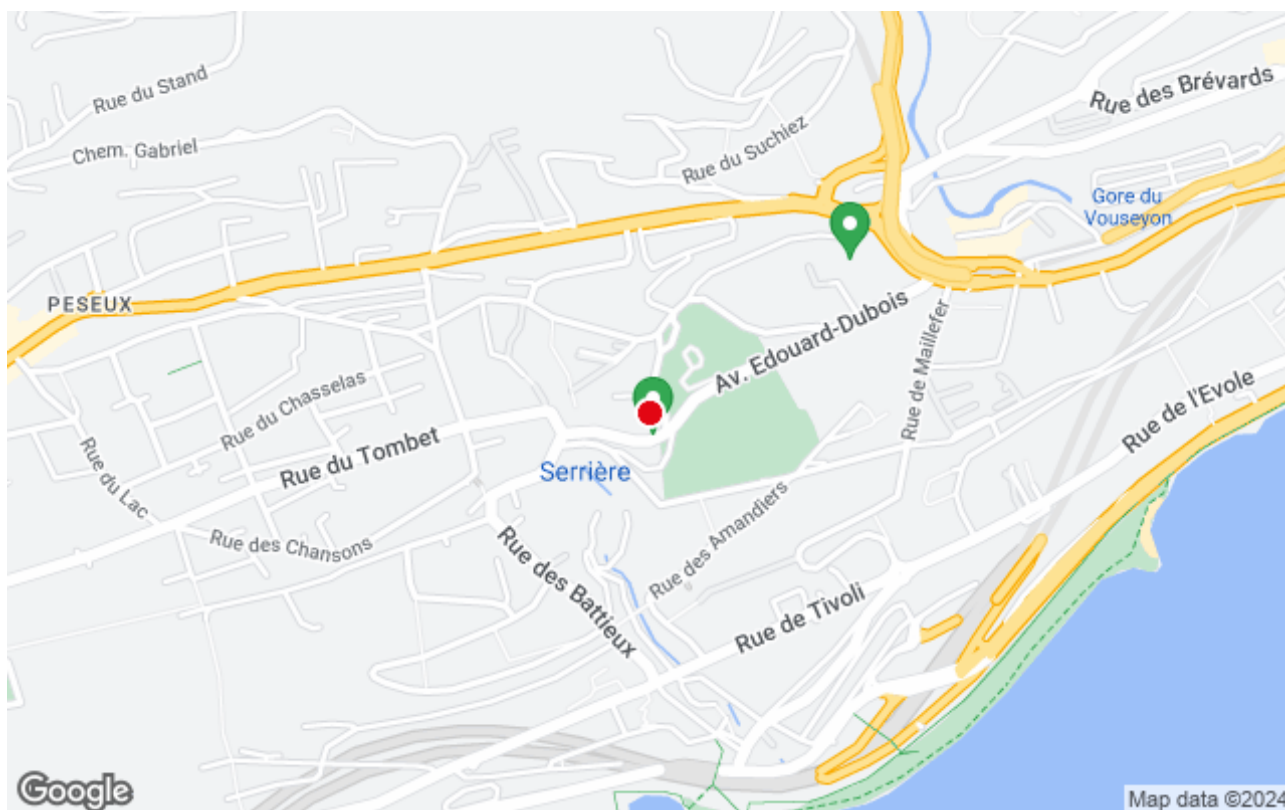 Rue des Brévards
Rue du Stand
Chem. Gabriel
Rue du Suchiez
Gore du
Vouseyon
PESEUX
Av. Edouard-Dubois
Rue de Maillefer
Rue du Chasselas
Rue de l'Evole
Rue du Tombet
Serrière
Rue du Lac
Rue des Chansons
Rue des Amandiers
Rue des Battieux
Rue de Tivoli
Google
Map data ©2024